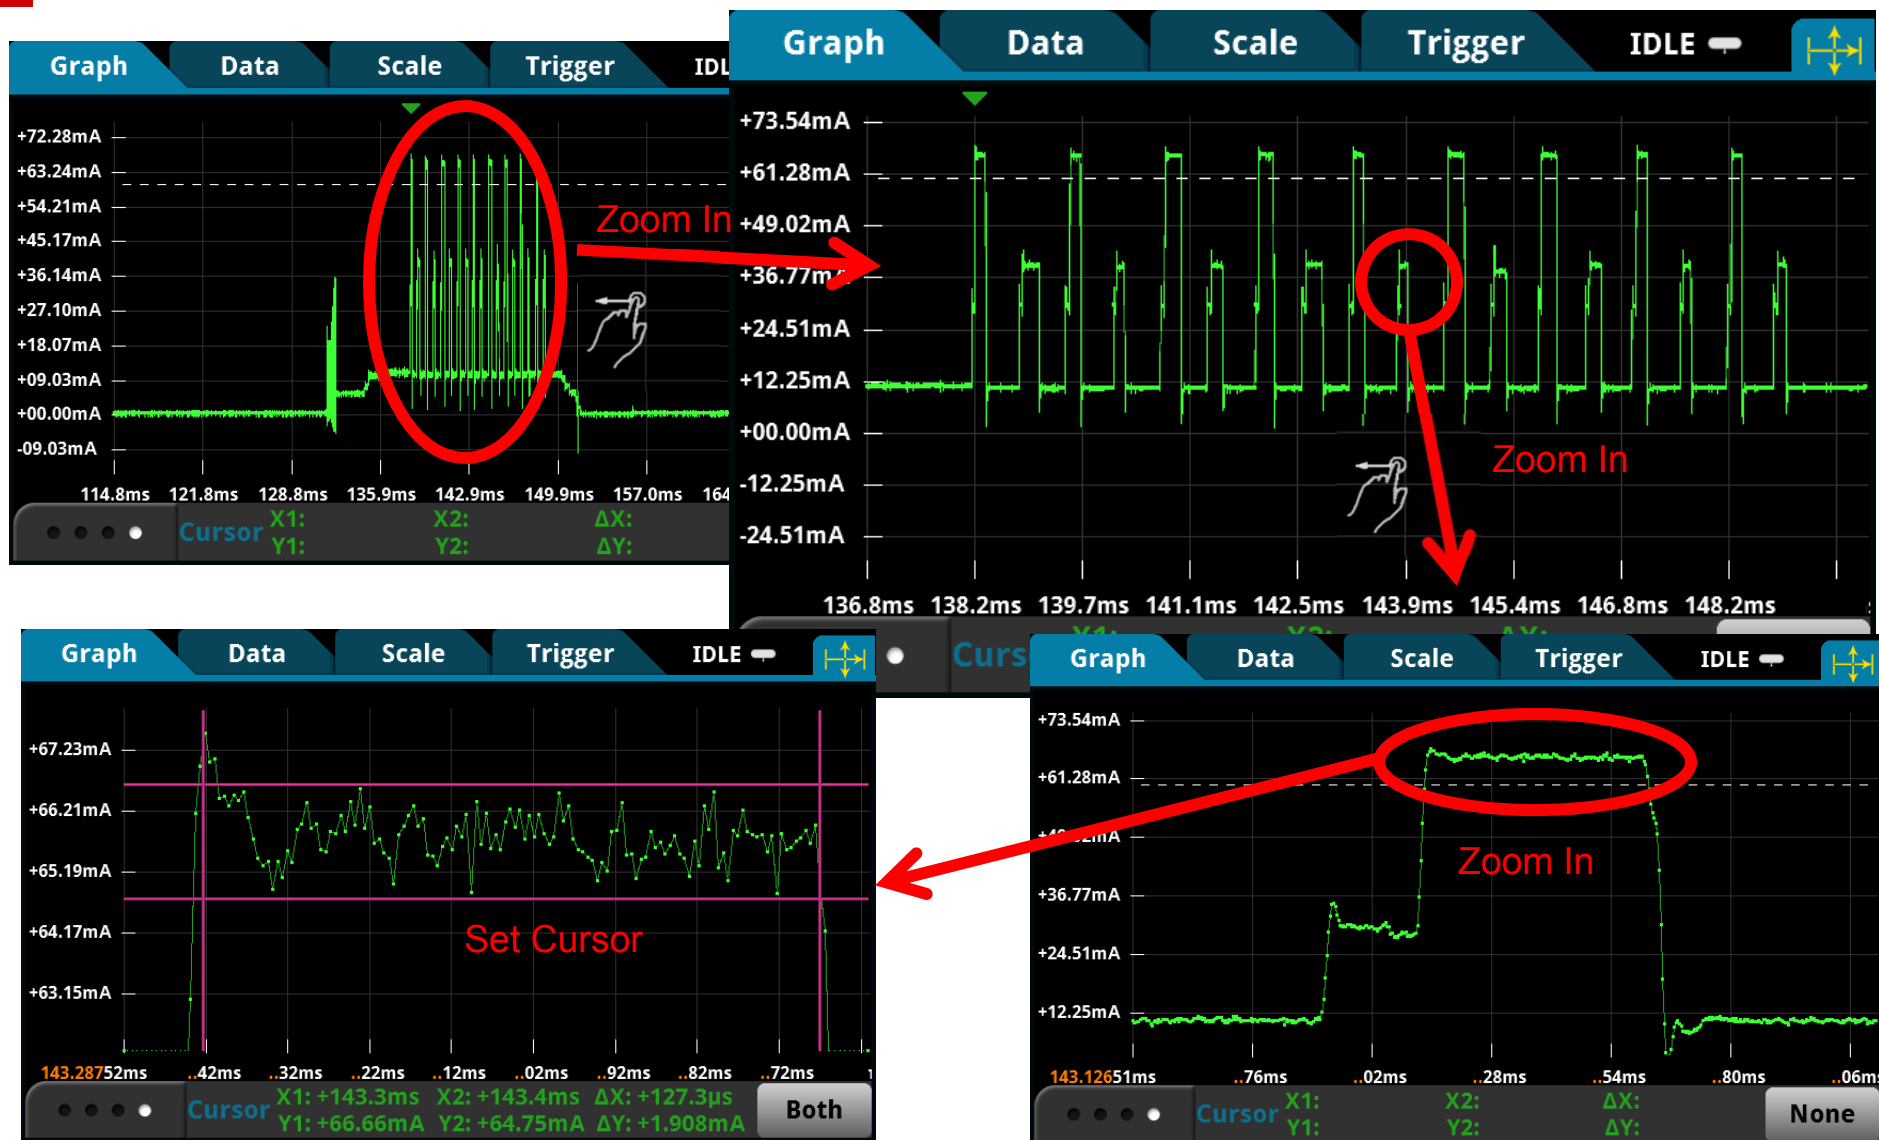 Graph Data Scale Trigger IDL
+72.28mA
+63.24mA
+54.21mA
+45.17mA
+36.14mA
+27.10mA
+18.07mA
+09.03mA
+00.00mA
-09.03mA
114.8ms 121.8ms 128.8ms 135.9ms 142.9ms 149.9ms 157.0ms 164
Cursor X1: X2: ΔX:
Y1: Y2: ΔY:
Zoom In
Graph Data Scale Trigger IDLE
+73.54mA
+61.28mA
+49.02mA
+36.77mA
+24.51mA
+12.25mA
+00.00mA
-12.25mA
-24.51mA
136.8ms 138.2ms 139.7ms 141.1ms 142.5ms 143.9ms 145.4ms 146.8ms 148.2ms
Zoom In
Curs
Graph Data Scale Trigger IDLE
+67.23mA
+66.21mA
+65.19mA
+64.17mA
+63.15mA
Set Cursor
143.28752ms ..42ms ..32ms ..22ms ..12ms ..02ms ..92ms ..82ms ..72ms
Cursor X1: +143.3ms X2: +143.4ms ΔX: +127.3µs
Y1: +66.66mA Y2: +64.75mA ΔY: +1.908mA
Both
Graph Data Scale Trigger IDLE
+73.54mA
+61.28mA
+36.77mA
+24.51mA
+12.25mA
Zoom In
143.12651ms ..76ms ..02ms ..28ms ..54ms ..80ms ..06ms
Cursor X1: X2: ΔX:
Y1: Y2: ΔY:
None